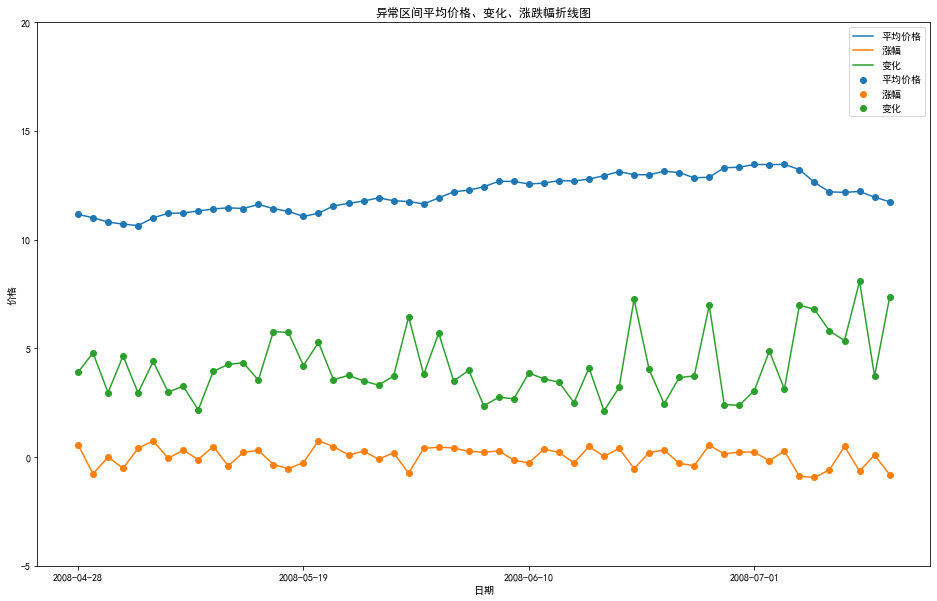 异常区间平均价格、变化、涨跌幅折线图
20
15
10
5
0
-5
价格
平均价格
涨幅
变化
平均价格
涨幅
变化
2008-04-28
2008-05-19
2008-06-10
2008-07-01
日期